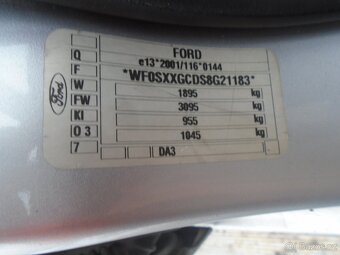 Ford
Q FORD
F e13*2001/116*0144
W *WF0SXXGCDS8G21183*
FW 1895 kg
KI 3095 kg
O 3 955 kg
7 1045 kg
DA3